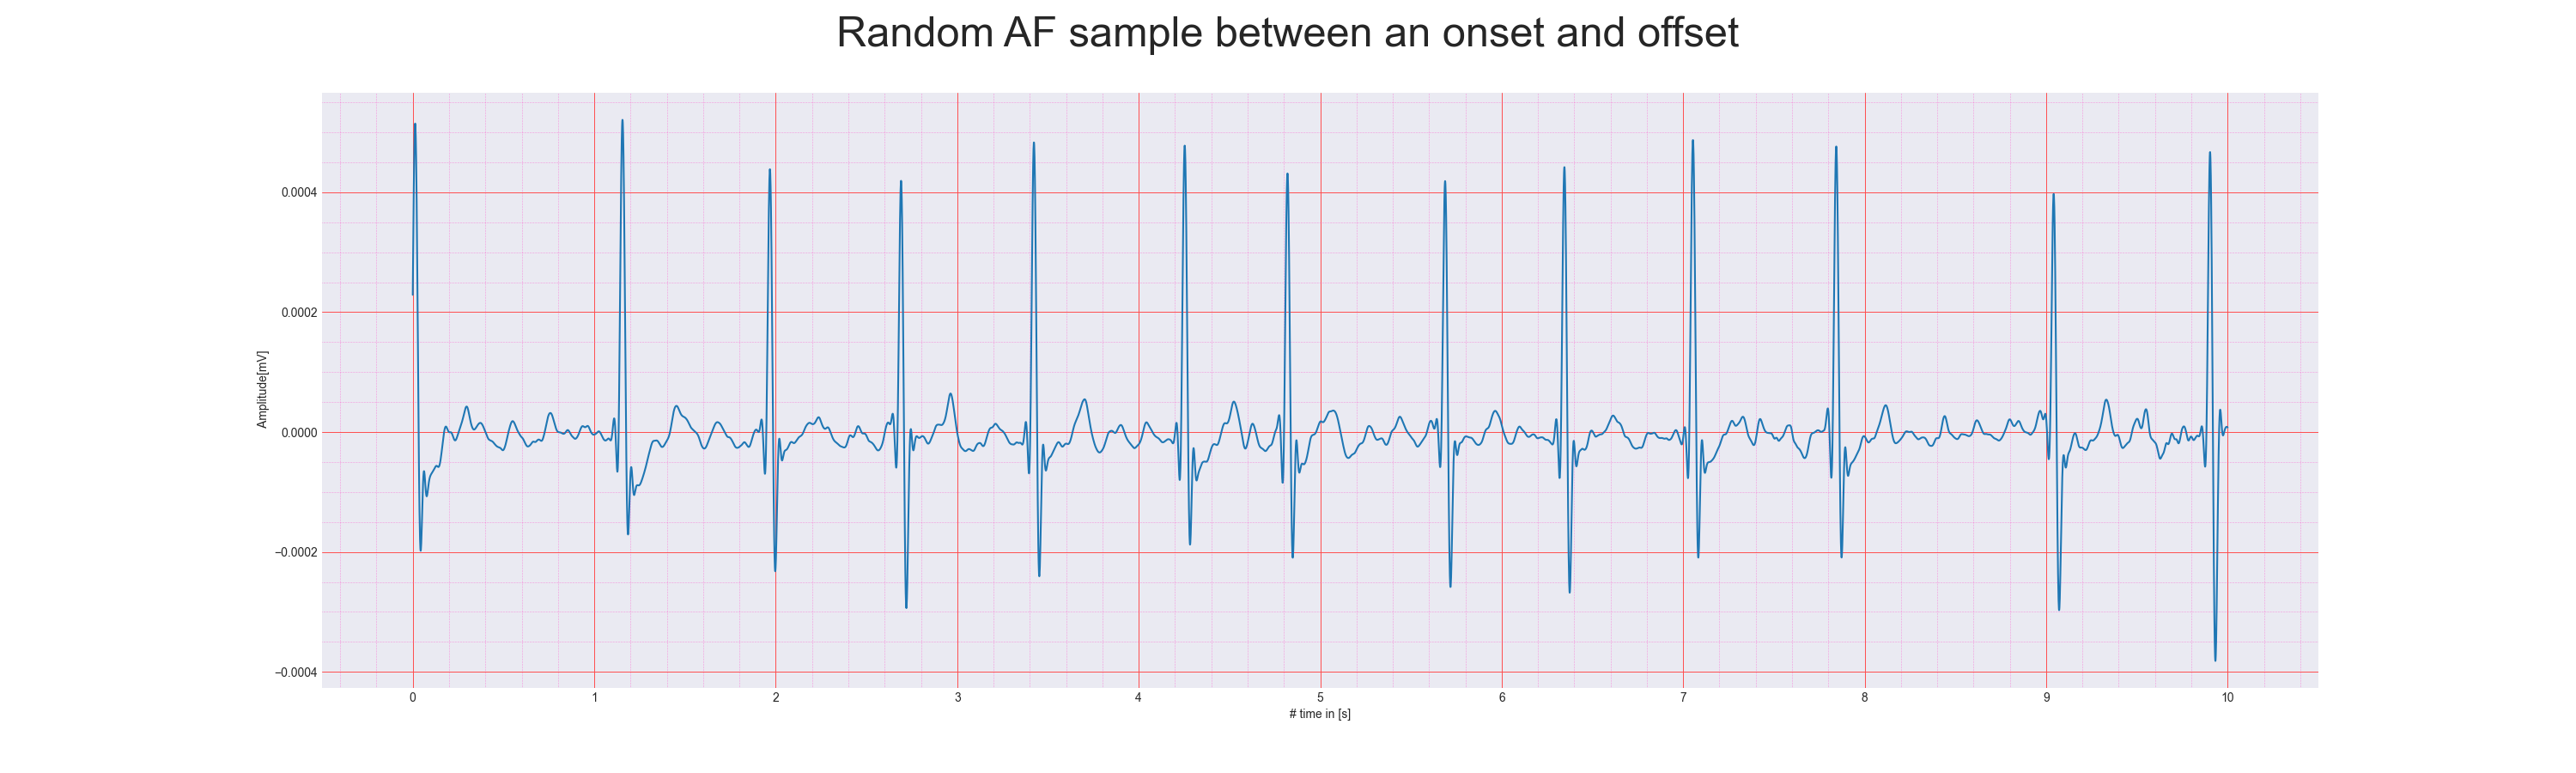 Random AF sample between an onset and offset
Amplitude[mV]
0.0004
0.0002
0.0000
−0.0002
−0.0004
0 1 2 3 4 5 6 7 8 9 10
# time in [s]